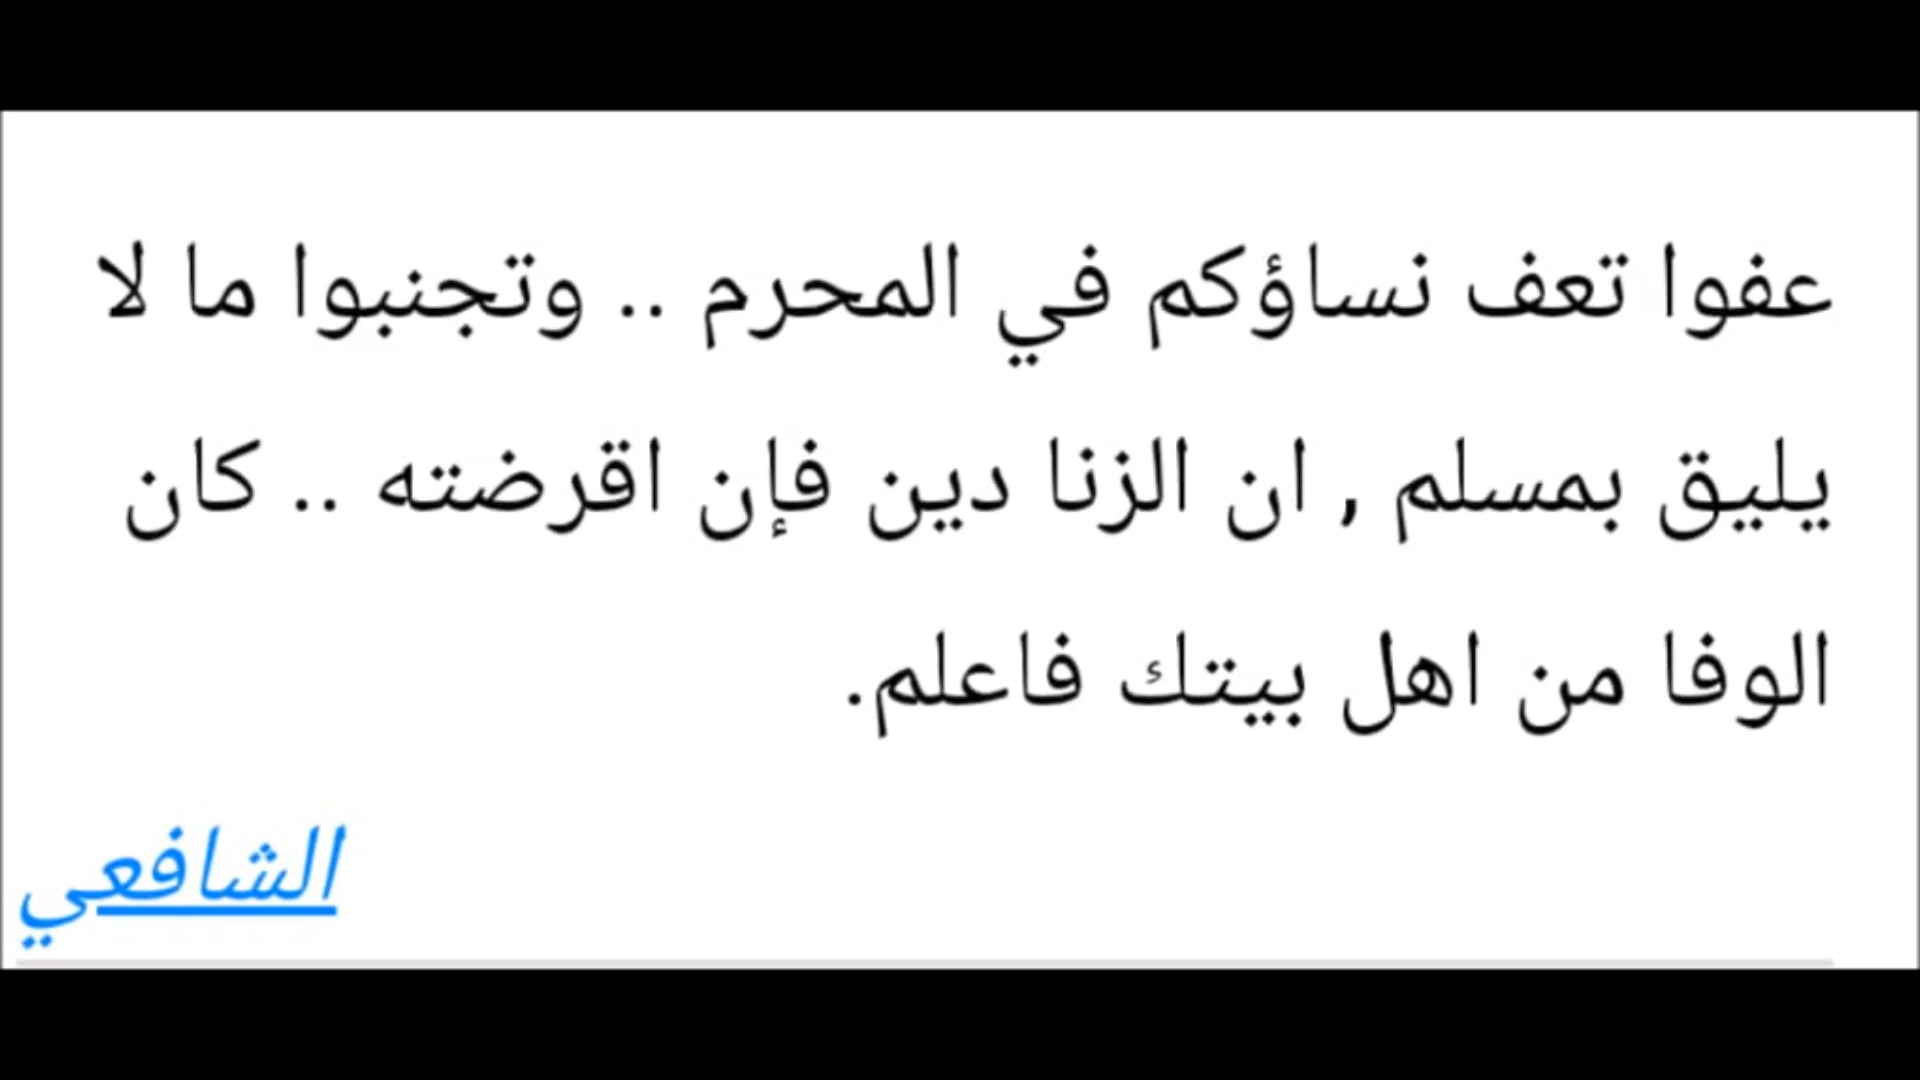 عفوا تعف نساؤكم في المحرم .. وتجنبوا ما لا
يليق بمسلم , ان الزنا دين فإن اقرضته .. كان
الوفا من اهل بيتك فاعلم.
الشافعي